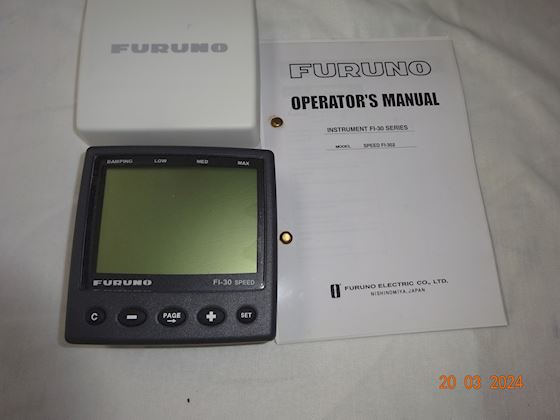 FURUNO
FURUNO
OPERATOR'S MANUAL
INSTRUMENT FI-30 SERIES
MODEL SPEED FI-302
FURUNO ELECTRIC CO., LTD.
NISHINOMIYA, JAPAN
DAMPING LOW MED MAX
FURUNO FI-30 SPEED
C − PAGE → + SET
20 03 2024